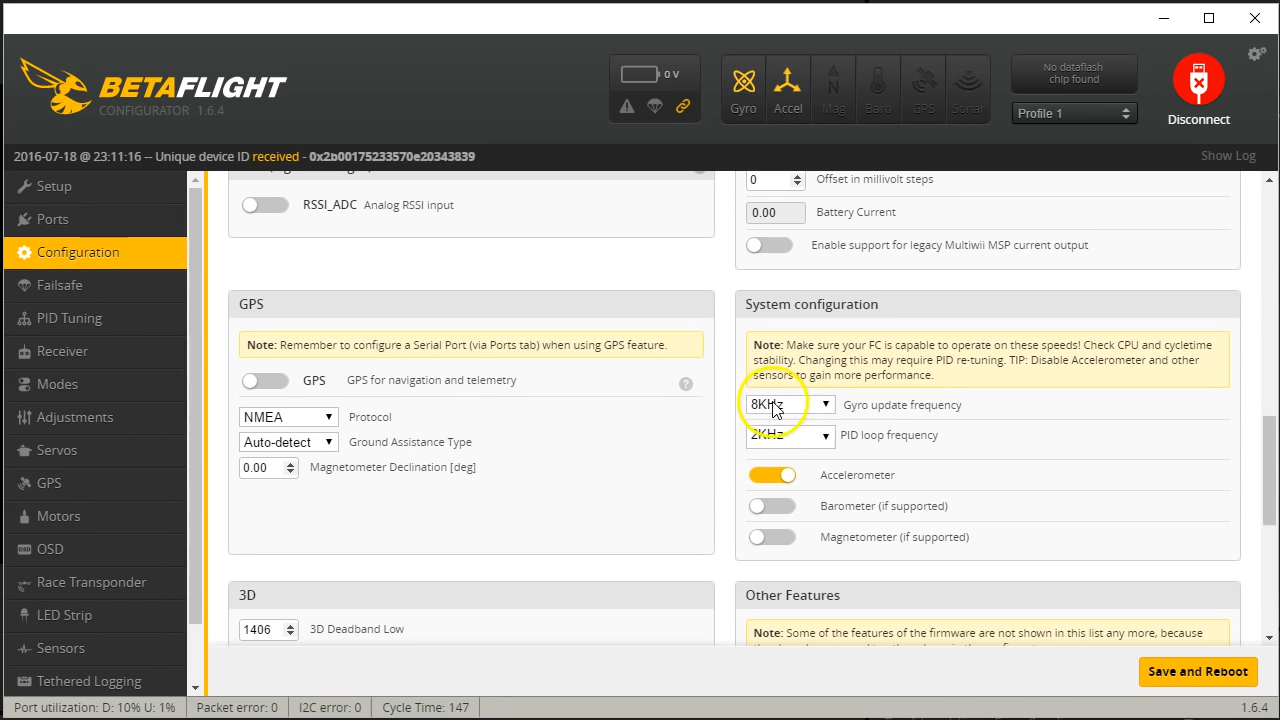 BETAFLIGHT
CONFIGURATOR 1.6.4
0 V
Gyro
Accel
Mag
Baro
GPS
Sonar
No dataflash
chip found
Profile 1
Disconnect
2016-07-18 @ 23:11:16 -- Unique device ID received - 0x2b00175233570e20343839
Show Log
Setup
Ports
Configuration
Failsafe
PID Tuning
Receiver
Modes
Adjustments
Servos
GPS
Motors
OSD
Race Transponder
LED Strip
Sensors
Tethered Logging
RSSI_ADC Analog RSSI input
0 Offset in millivolt steps
0.00 Battery Current
Enable support for legacy Multiwii MSP current output
GPS
Note: Remember to configure a Serial Port (via Ports tab) when using GPS feature.
GPS GPS for navigation and telemetry ?
NMEA Protocol
Auto-detect Ground Assistance Type
0.00 Magnetometer Declination [deg]
System configuration
Note: Make sure your FC is capable to operate on these speeds! Check CPU and cycletime
stability. Changing this may require PID re-tuning. TIP: Disable Accelerometer and other
sensors to gain more performance.
8KHz Gyro update frequency
2KHz PID loop frequency
Accelerometer
Barometer (if supported)
Magnetometer (if supported)
3D
1406 3D Deadband Low
Other Features
Note: Some of the features of the firmware are not shown in this list any more, because
Save and Reboot
Port utilization: D: 10% U: 1% Packet error: 0 I2C error: 0 Cycle Time: 147 1.6.4